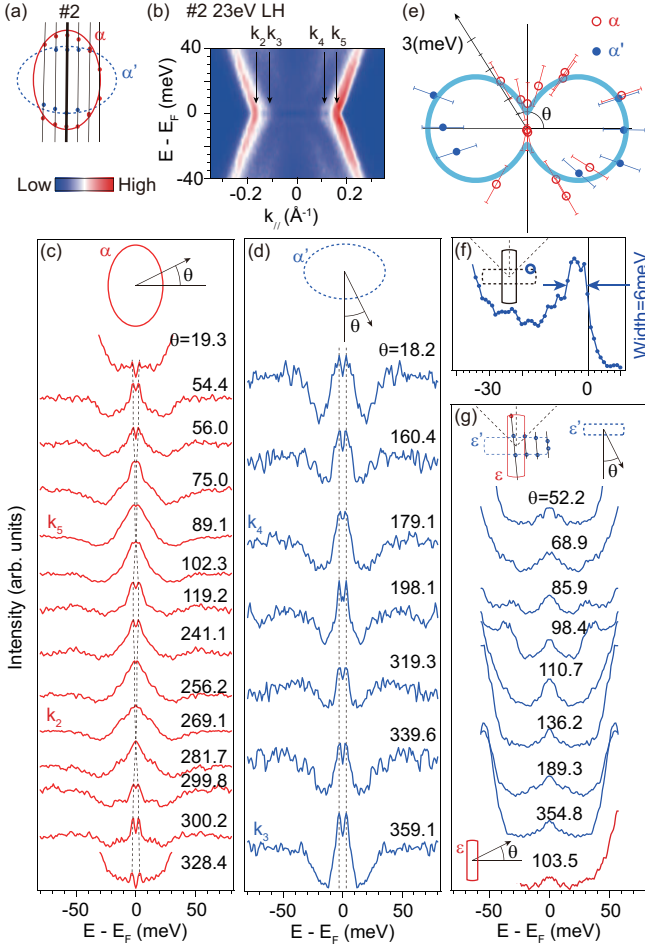 (a)
#2
α
α'
Low
High
(b)
#2 23eV LH
k2 k3
k4 k5
40
0
-40
E - EF (meV)
-0.2
0.0
0.2
k// (Å-1)
(e)
α
α'
3(meV)
θ
(c)
α
θ
θ=19.3
54.4
56.0
75.0
k5
89.1
102.3
119.2
241.1
256.2
k2
269.1
281.7
299.8
300.2
328.4
Intensity (arb. units)
-50
0
50
E - EF (meV)
(d)
α'
θ
θ=18.2
160.4
k4
179.1
198.1
319.3
339.6
k3
359.1
-50
0
50
E - EF (meV)
(f)
Width=6meV
-30
0
(g)
ε'
ε
ε'
θ
θ=52.2
68.9
85.9
98.4
110.7
136.2
189.3
354.8
ε
θ
103.5
-50
0
50
E - EF (meV)